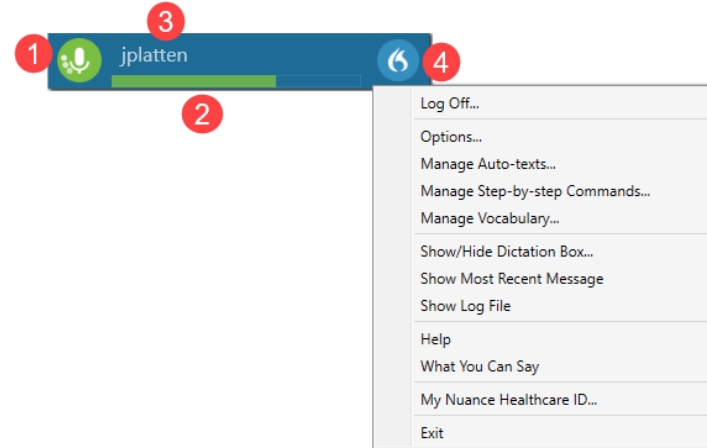 3
1
jplatten
4
2
Log Off...
Options...
Manage Auto-texts...
Manage Step-by-step Commands...
Manage Vocabulary...
Show/Hide Dictation Box...
Show Most Recent Message
Show Log File
Help
What You Can Say
My Nuance Healthcare ID...
Exit